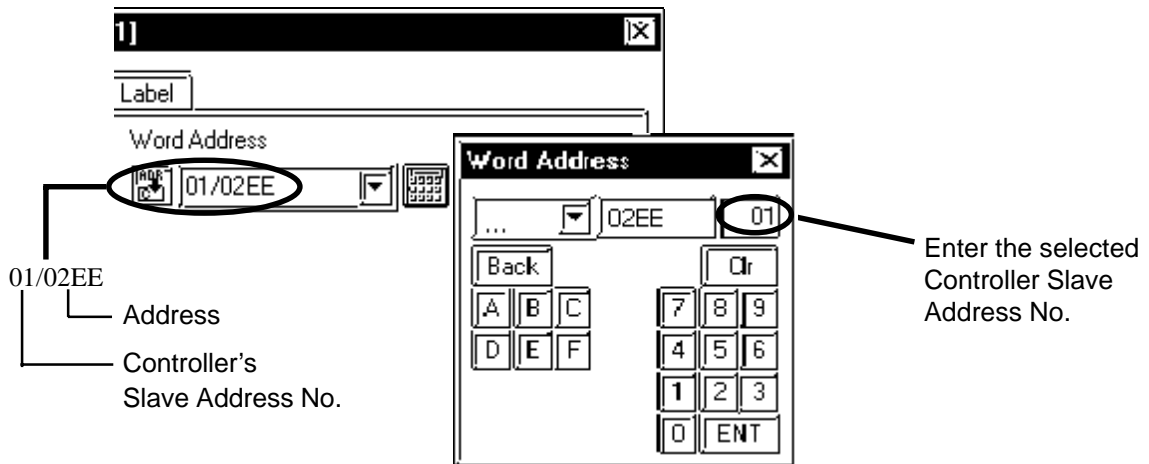 1]
Label
Word Address
ADR
C
01/02EE
Word Address
... 02EE 01
Back Clr
A B C 7 8 9
D E F 4 5 6
1 2 3
0 ENT
Enter the selected
Controller Slave
Address No.
01/02EE
Address
Controller's
Slave Address No.